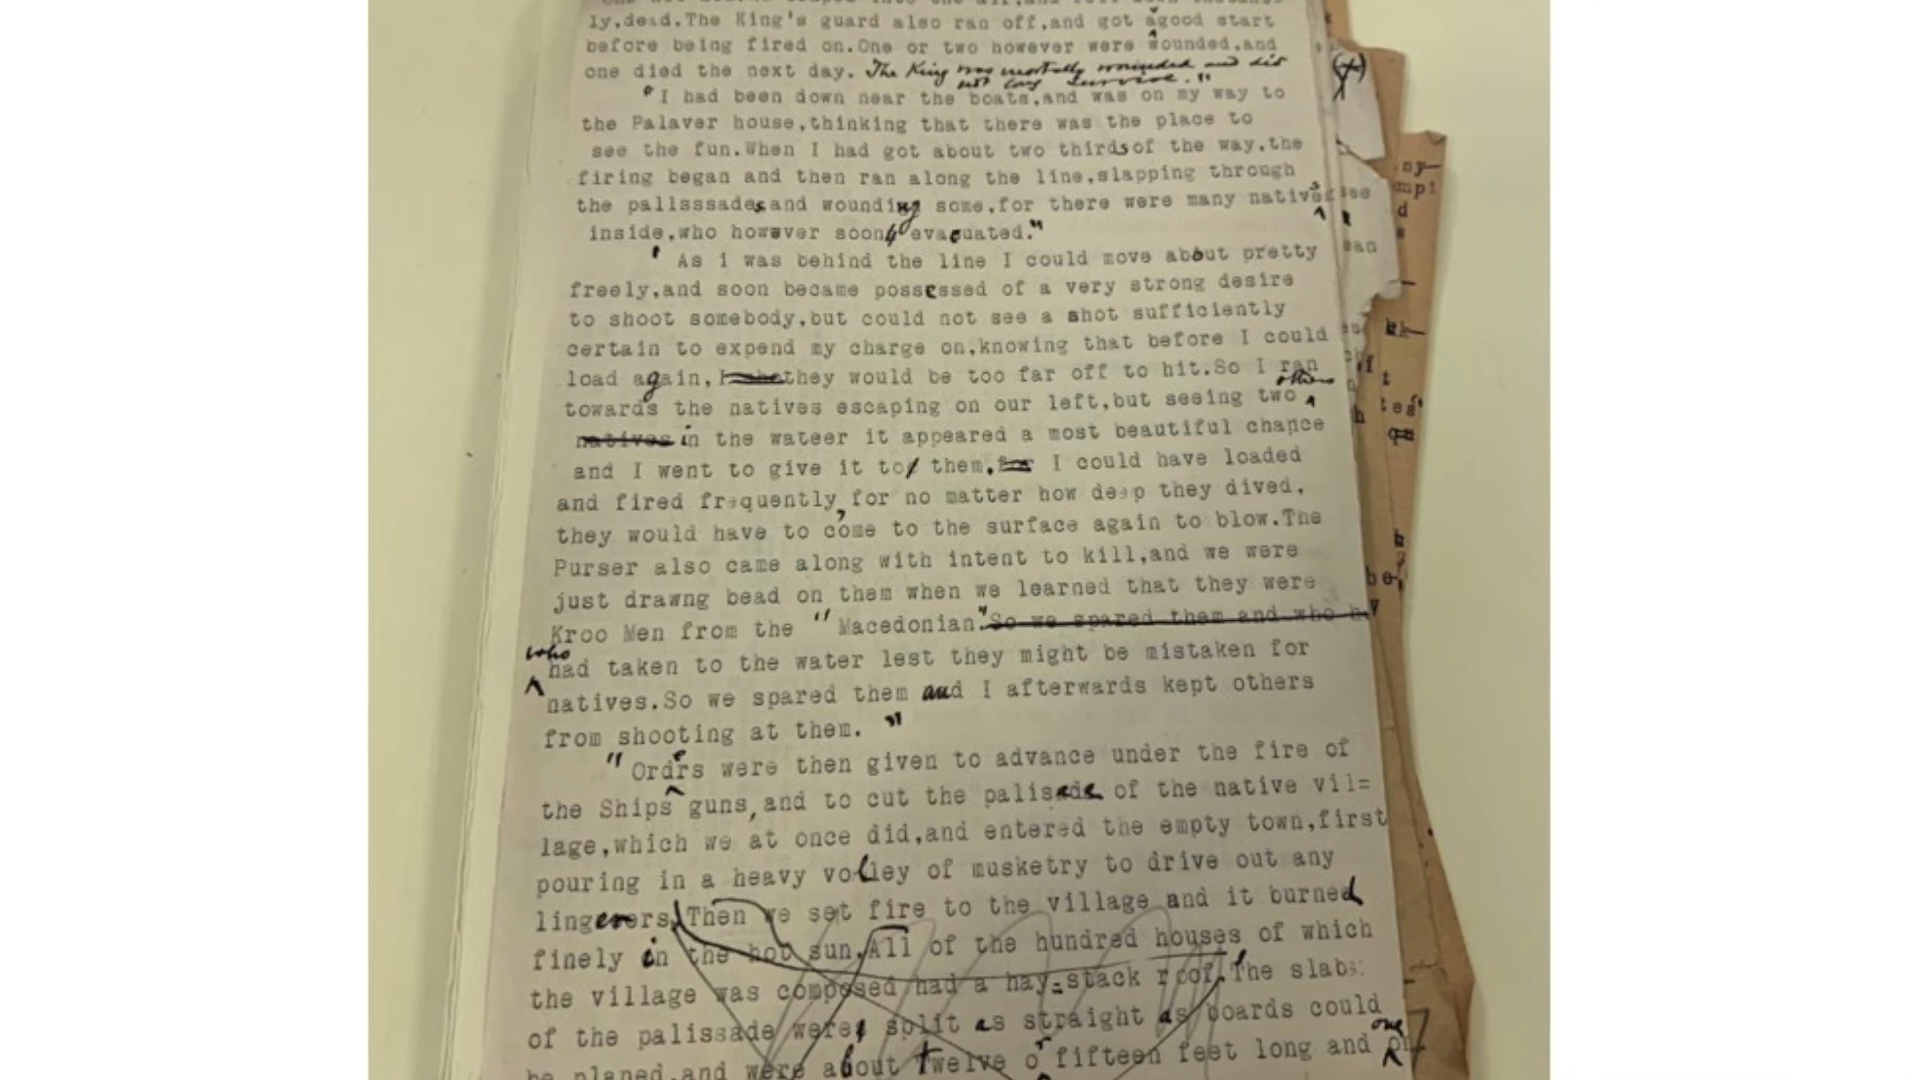 ly,dead.The King's guard also ran off,and got a good start
before being fired on.One or two however were wounded,and
one died the next day. The King was mortally wounded and did
not long survive."
"I had been down near the boats,and was on my way to
the Palaver house,thinking that there was the place to
see the fun.When I had got about two thirds of the way,the
firing began and then ran along the line,slapping through
the pallsssades,and wounding some,for there were many natives
inside,who however soon evacuated."
" As i was behind the line I could move about pretty
freely,and soon became possessed of a very strong desire
to shoot somebody,but could not see a shot sufficiently
certain to expend my charge on,knowing that before I could
load again, they would be too far off to hit.So I ran
towards the natives escaping on our left,but seeing two others
natives in the wateer it appeared a most beautiful chance
and I went to give it to them. for I could have loaded
and fired frequently, for no matter how deep they dived,
they would have to come to the surface again to blow.The
Purser also came along with intent to kill,and we were
just drawng bead on them when we learned that they were
Kroo Men from the "Macedonian" So we spared them and who h
who had taken to the water lest they might be mistaken for
natives.So we spared them and I afterwards kept others
from shooting at them. "
"Orders were then given to advance under the fire of
the Ships guns,and to cut the palisade of the native vil=
lage,which we at once did,and entered the empty town,first
pouring in a heavy volley of musketry to drive out any
lingerers.Then we set fire to the village and it burned
finely in the hot sun.All of the hundred houses of which
the village was composed had a hay-stack roof.The slabs
of the palissade were split as straight as boards could
be planed,and were about twelve or fifteen feet long and one